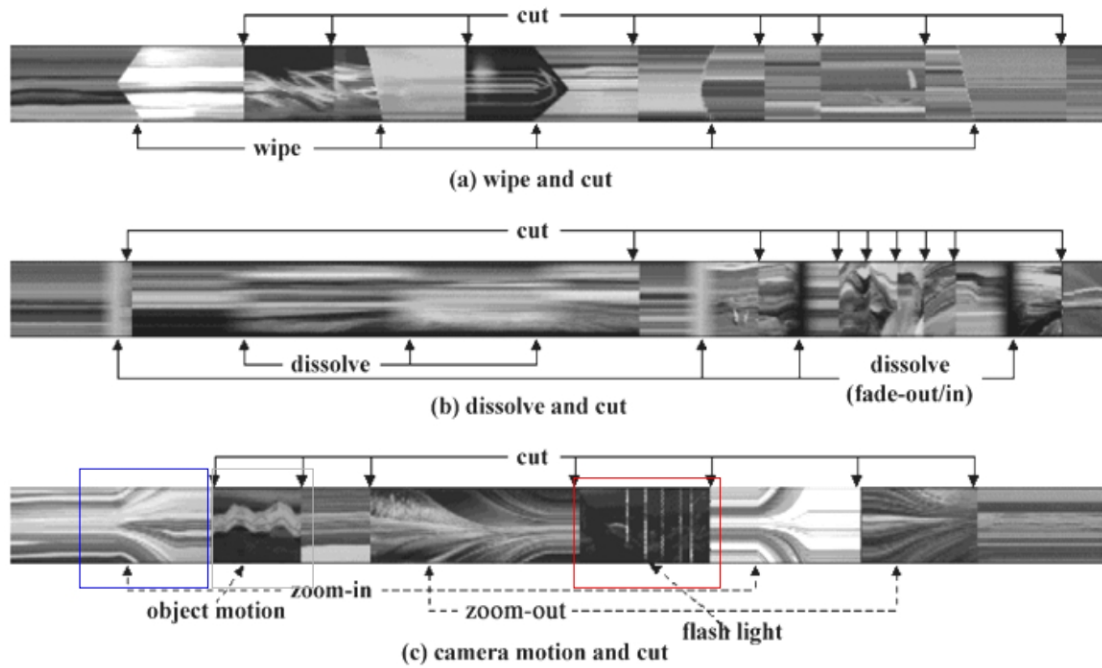 cut
wipe
(a) wipe and cut
cut
dissolve
dissolve
(fade-out/in)
(b) dissolve and cut
cut
zoom-in
object motion
zoom-out
flash light
(c) camera motion and cut